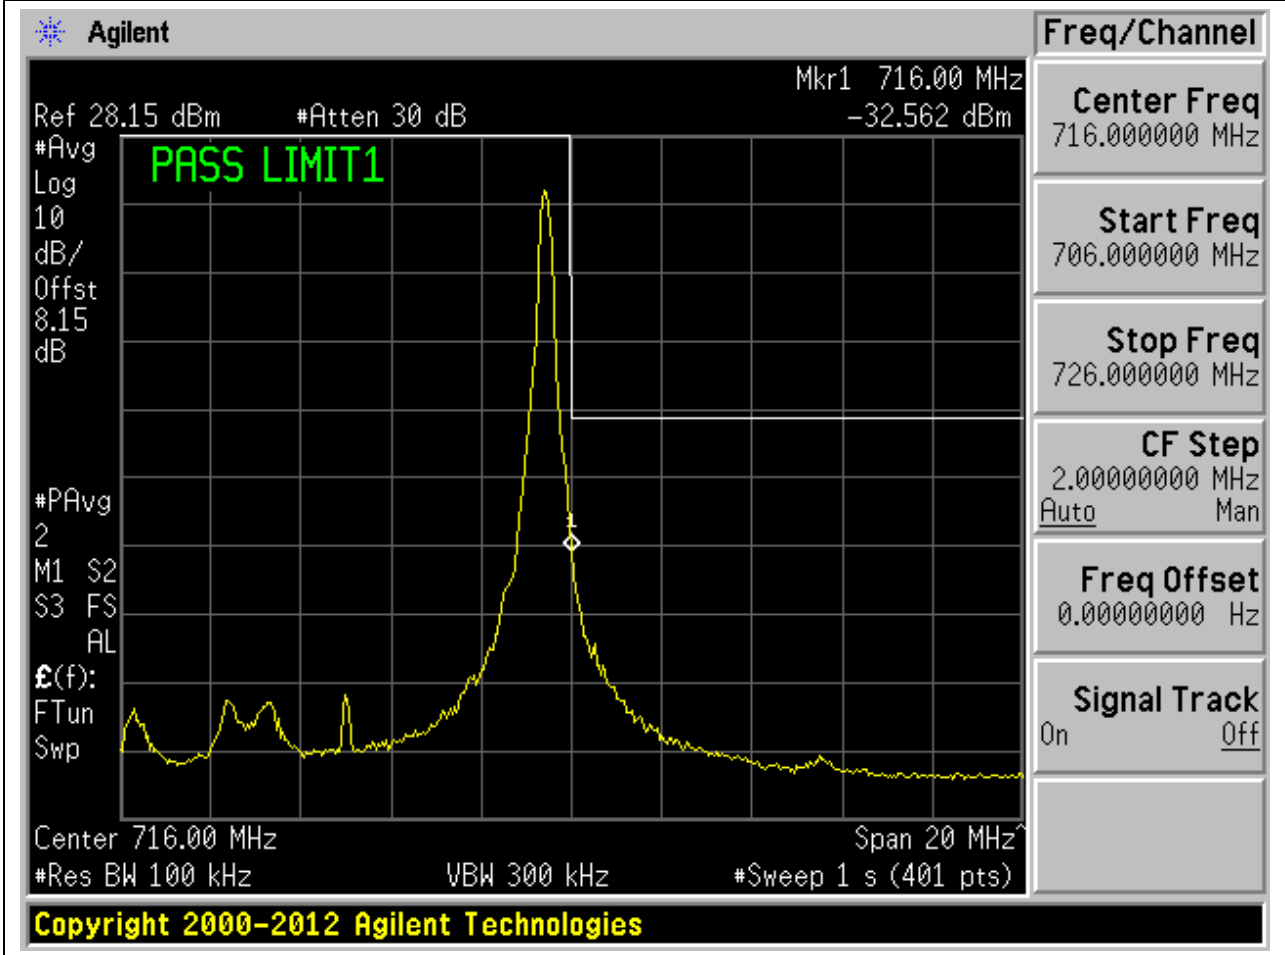 Agilent
Freq/Channel
Mkr1 716.00 MHz
Ref 28.15 dBm #Atten 30 dB -32.562 dBm
#Avg
Log
10
dB/
Offst
8.15
dB
PASS LIMIT1
1
#PAvg
2
M1 S2
S3 FS
AL
£(f):
FTun
Swp
Center 716.00 MHz Span 20 MHz^
#Res BW 100 kHz VBW 300 kHz #Sweep 1 s (401 pts)
Center Freq
716.000000 MHz
Start Freq
706.000000 MHz
Stop Freq
726.000000 MHz
CF Step
2.00000000 MHz
Auto Man
Freq Offset
0.00000000 Hz
Signal Track
On Off
Copyright 2000-2012 Agilent Technologies